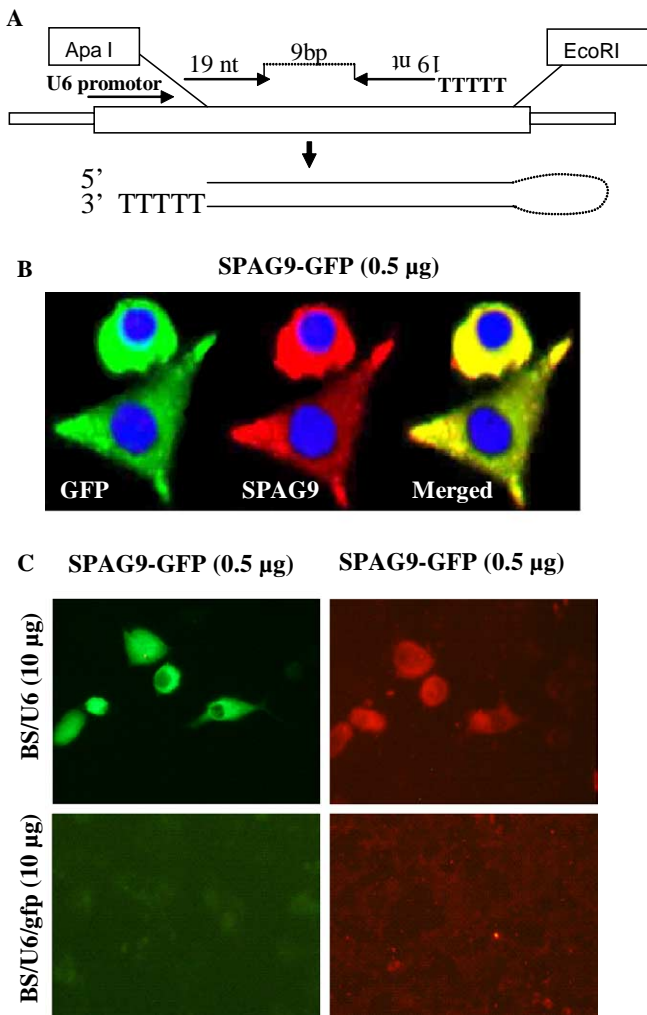 A
Apa I
EcoRI
19 nt
9bp
19 nt
U6 promotor
TTTTT
5’
3’ TTTTT
B
SPAG9-GFP (0.5 µg)
GFP
SPAG9
Merged
C
SPAG9-GFP (0.5 µg)
SPAG9-GFP (0.5 µg)
BS/U6 (10 µg)
BS/U6/gfp (10 µg)